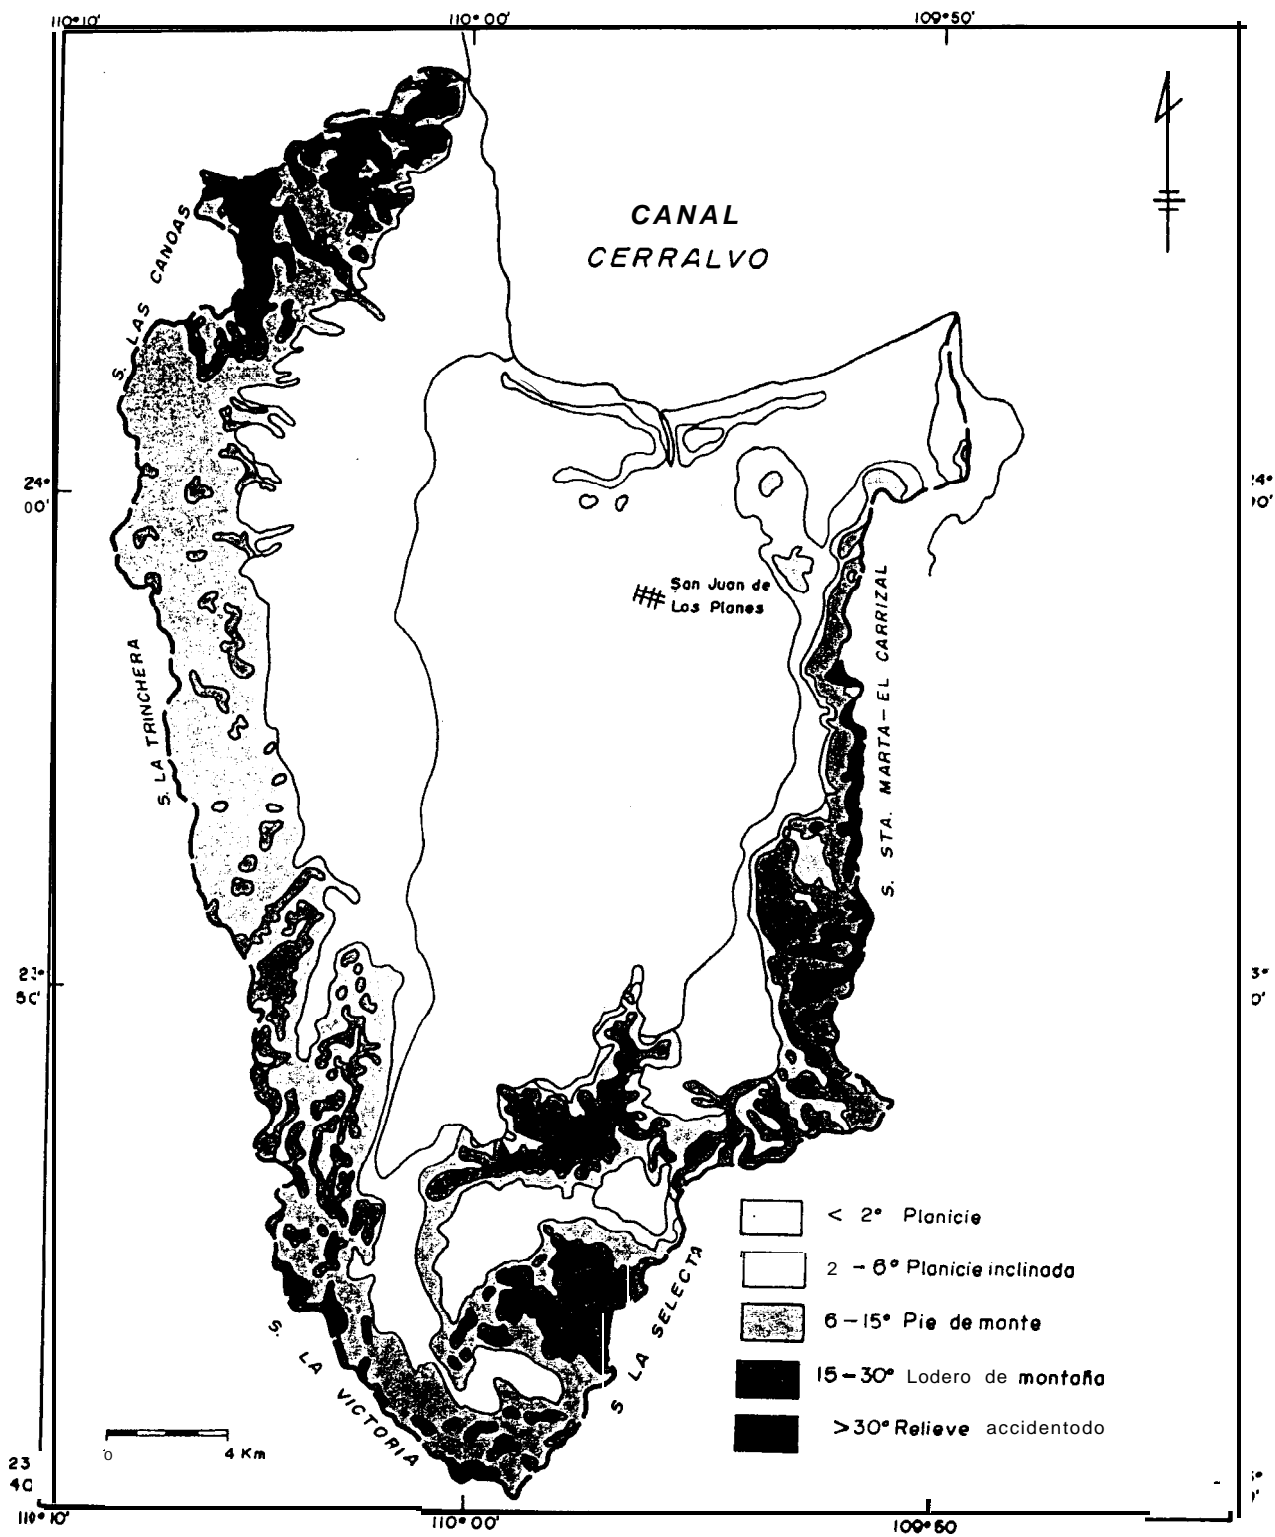 110°10'
110°00'
109°50'
CANAL
CERRALVO
S. LAS CANOAS
24°
00'
San Juan de
Los Planes
S. STA. MARTA-EL CARRIZAL
S. LA TRINCHERA
50'
< 2° Planicie
2 -6° Planicie inclinada
6-15° Pie de monte
15-30° Lodero de montaña
>30° Relieve accidentodo
S LA SELECTA
S. LA VICTORIA
0 4 Km
23
40
110°10'
110°00'
109°50'